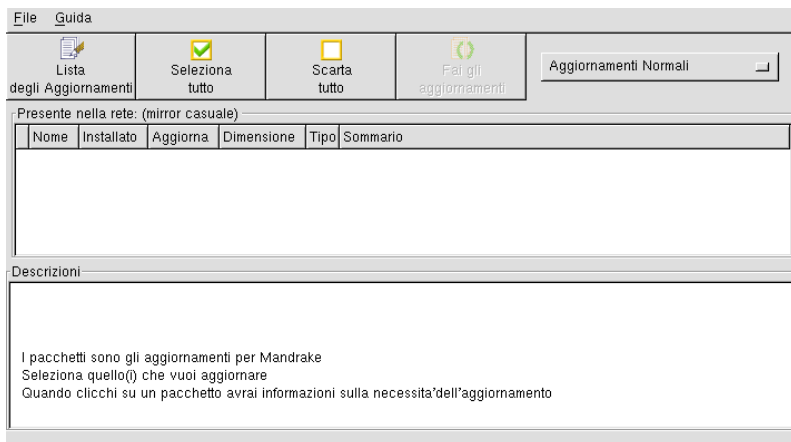 File Guida
Lista
degli Aggiornamenti
Seleziona
tutto
Scarta
tutto
Fai gli
aggiornamenti
Aggiornamenti Normali
Presente nella rete: (mirror casuale)
Nome Installato Aggiorna Dimensione Tipo Sommario
Descrizioni
I pacchetti sono gli aggiornamenti per Mandrake
Seleziona quello(i) che vuoi aggiornare
Quando clicchi su un pacchetto avrai informazioni sulla necessita'dell'aggiornamento